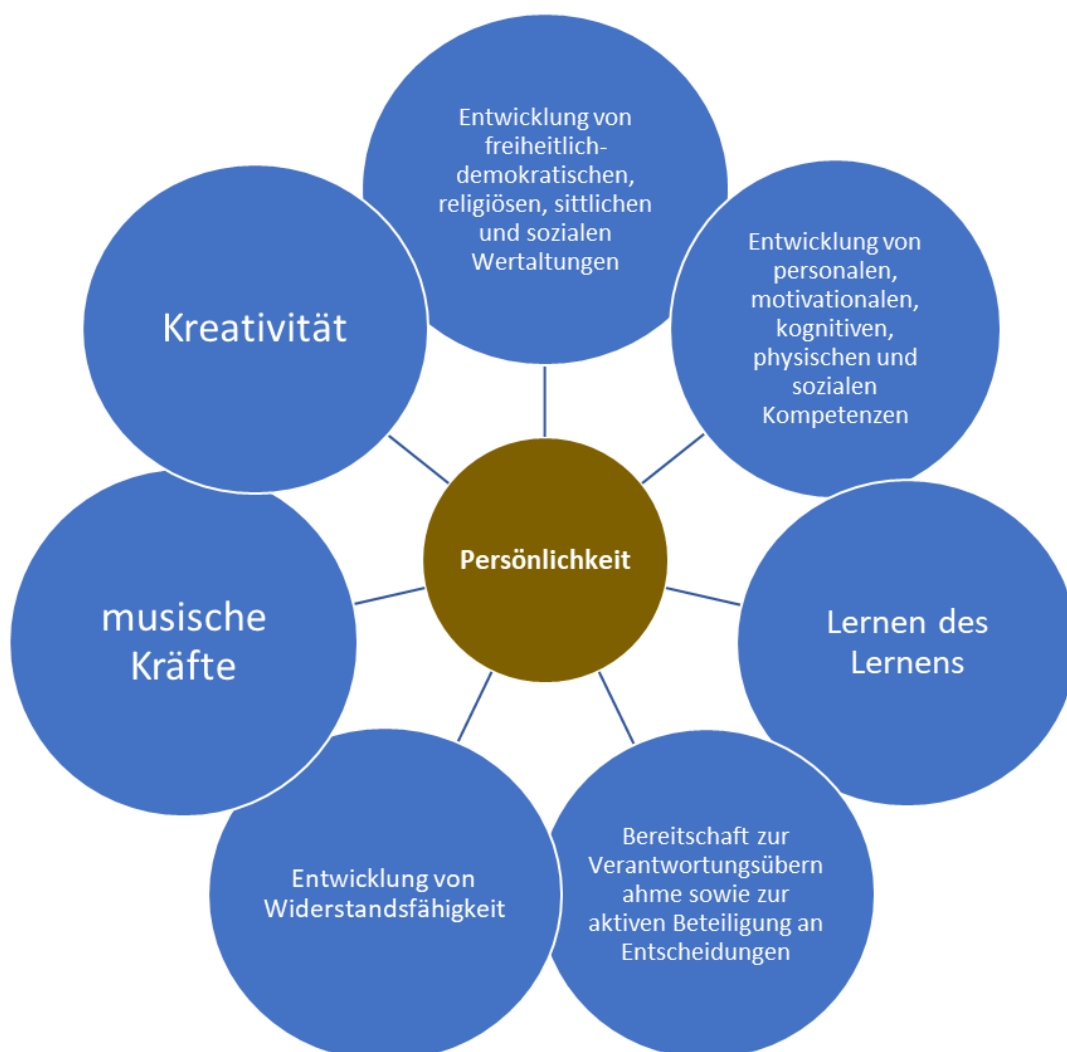 Entwicklung von
freiheitlich-
demokratischen,
religiösen, sittlichen
und sozialen
Wertaltungen
Entwicklung von
personalen,
motivationalen,
kognitiven,
physischen und
sozialen
Kompetenzen
Lernen des
Lernens
Bereitschaft zur
Verantwortungsübern
ahme sowie zur
aktiven Beteiligung an
Entscheidungen
Entwicklung von
Widerstandsfähigkeit
musische
Kräfte
Kreativität
Persönlichkeit